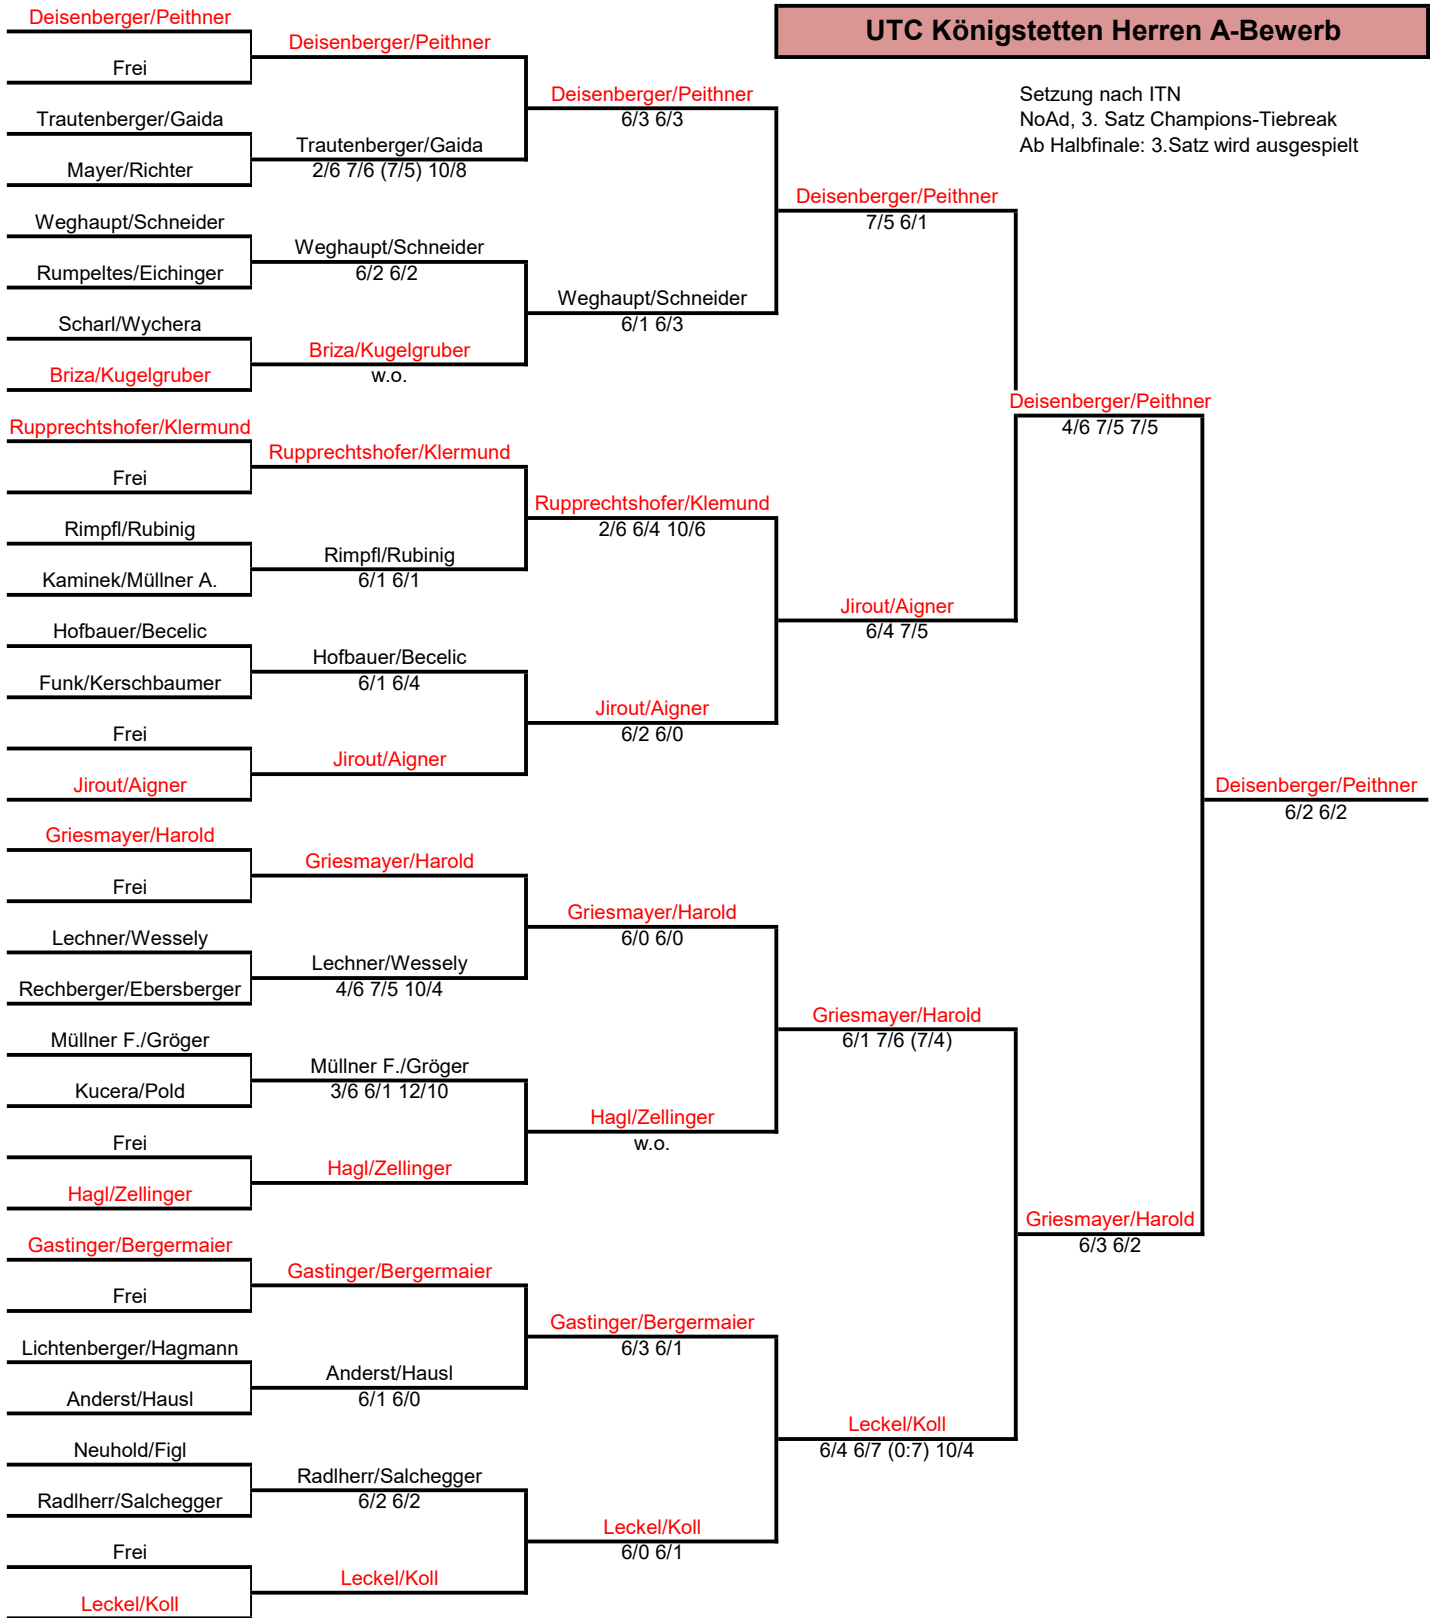 UTC Königstetten Herren A-Bewerb
Setzung nach ITN
NoAd, 3. Satz Champions-Tiebreak
Ab Halbfinale: 3.Satz wird ausgespielt
Deisenberger/Peithner
Frei
Trautenberger/Gaida
Mayer/Richter
Weghaupt/Schneider
Rumpeltes/Eichinger
Scharl/Wychera
Briza/Kugelgruber
Rupprechtshofer/Klermund
Frei
Rimpfl/Rubinig
Kaminek/Müllner A.
Hofbauer/Becelic
Funk/Kerschbaumer
Frei
Jirout/Aigner
Griesmayer/Harold
Frei
Lechner/Wessely
Rechberger/Ebersberger
Müllner F./Gröger
Kucera/Pold
Frei
Hagl/Zellinger
Gastinger/Bergermaier
Frei
Lichtenberger/Hagmann
Anderst/Hausl
Neuhold/Figl
Radlherr/Salchegger
Frei
Leckel/Koll
Deisenberger/Peithner
Trautenberger/Gaida
2/6 7/6 (7/5) 10/8
Weghaupt/Schneider
6/2 6/2
Briza/Kugelgruber
w.o.
Rupprechtshofer/Klermund
Rimpfl/Rubinig
6/1 6/1
Hofbauer/Becelic
6/1 6/4
Jirout/Aigner
Griesmayer/Harold
Lechner/Wessely
4/6 7/5 10/4
Müllner F./Gröger
3/6 6/1 12/10
Hagl/Zellinger
Gastinger/Bergermaier
Anderst/Hausl
6/1 6/0
Radlherr/Salchegger
6/2 6/2
Leckel/Koll
Deisenberger/Peithner
6/3 6/3
Weghaupt/Schneider
6/1 6/3
Rupprechtshofer/Klemund
2/6 6/4 10/6
Jirout/Aigner
6/2 6/0
Griesmayer/Harold
6/0 6/0
Hagl/Zellinger
w.o.
Gastinger/Bergermaier
6/3 6/1
Leckel/Koll
6/0 6/1
Deisenberger/Peithner
7/5 6/1
Jirout/Aigner
6/4 7/5
Griesmayer/Harold
6/1 7/6 (7/4)
Leckel/Koll
6/4 6/7 (0:7) 10/4
Deisenberger/Peithner
4/6 7/5 7/5
Griesmayer/Harold
6/3 6/2
Deisenberger/Peithner
6/2 6/2